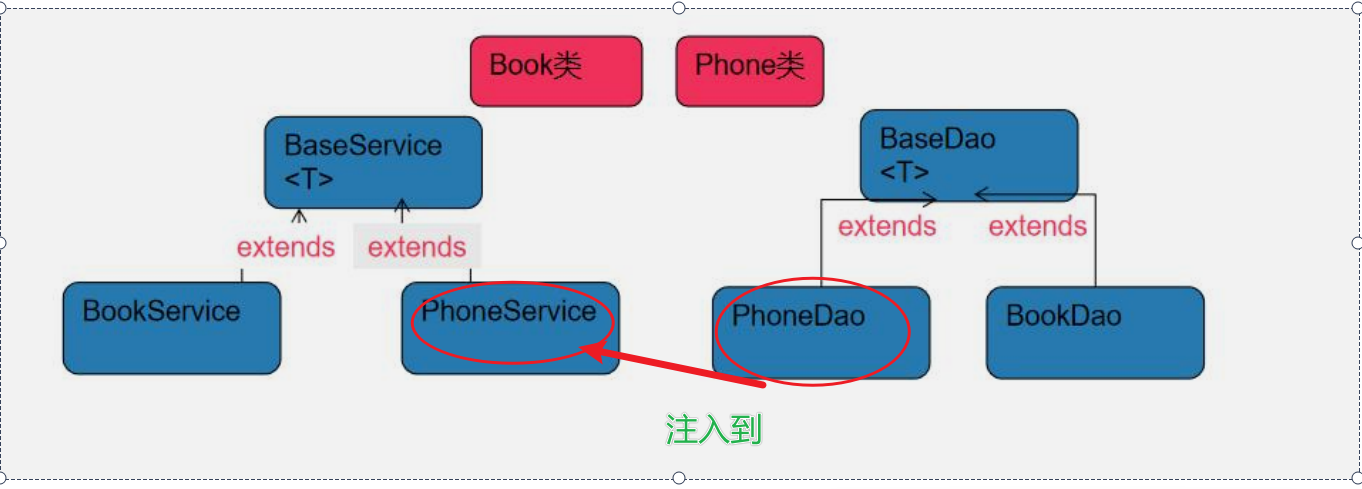 Book类
Phone类
BaseService
<T>
BaseDao
<T>
extends
extends
extends
extends
BookService
PhoneService
PhoneDao
BookDao
注入到